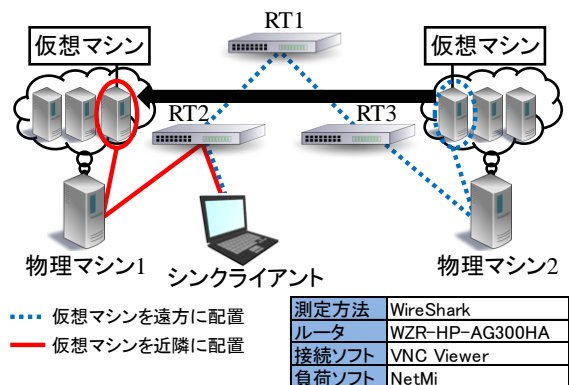 RT1
仮想マシン
仮想マシン
RT2
RT3
物理マシン1
シンクライアント
物理マシン2
仮想マシンを遠方に配置
仮想マシンを近隣に配置
測定方法 WireShark
ルータ WZR-HP-AG300HA
接続ソフト VNC Viewer
負荷ソフト NetMi